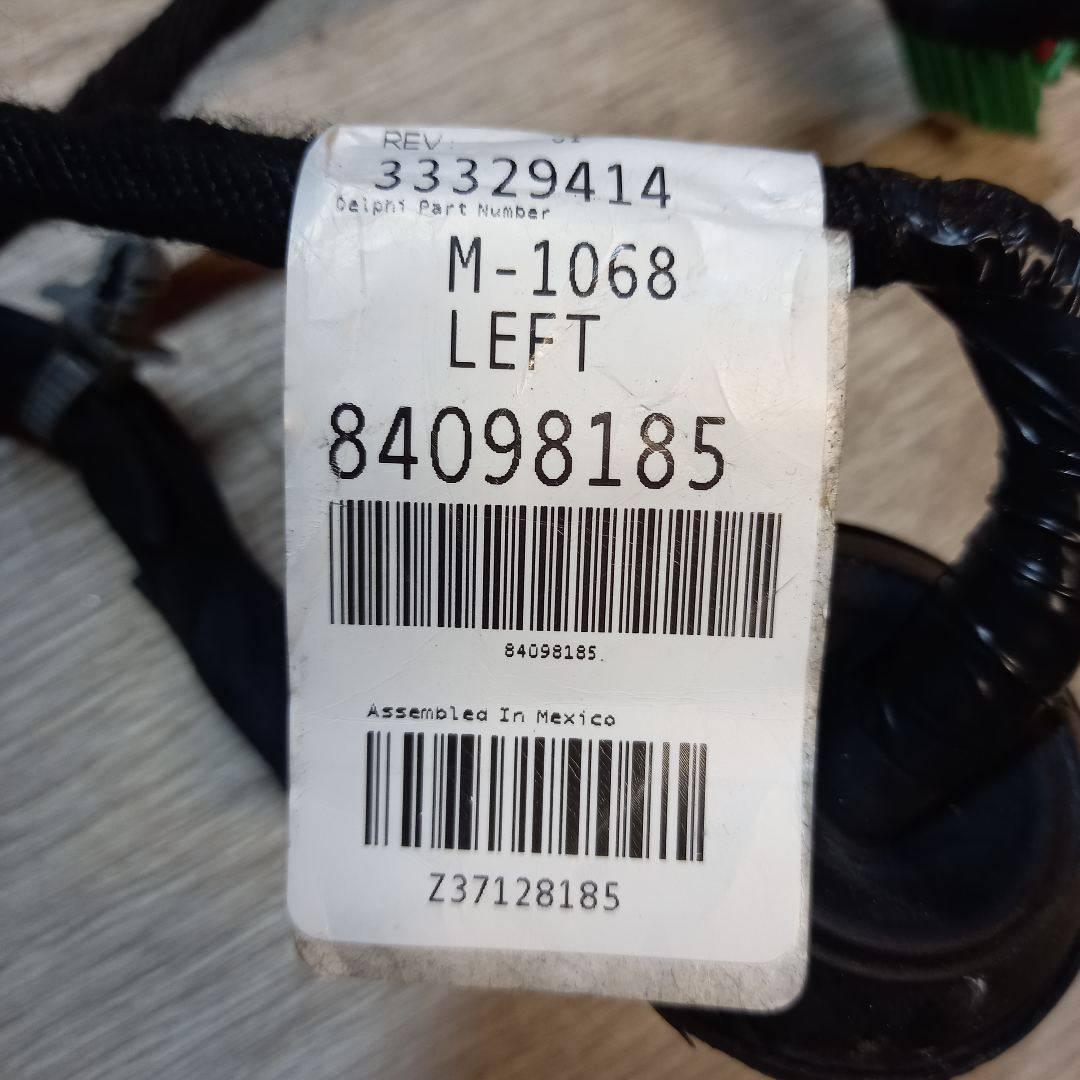 REV:
33329414
Delphi Part Number
M-1068
LEFT
84098185
84098185
Assembled In Mexico
Z37128185